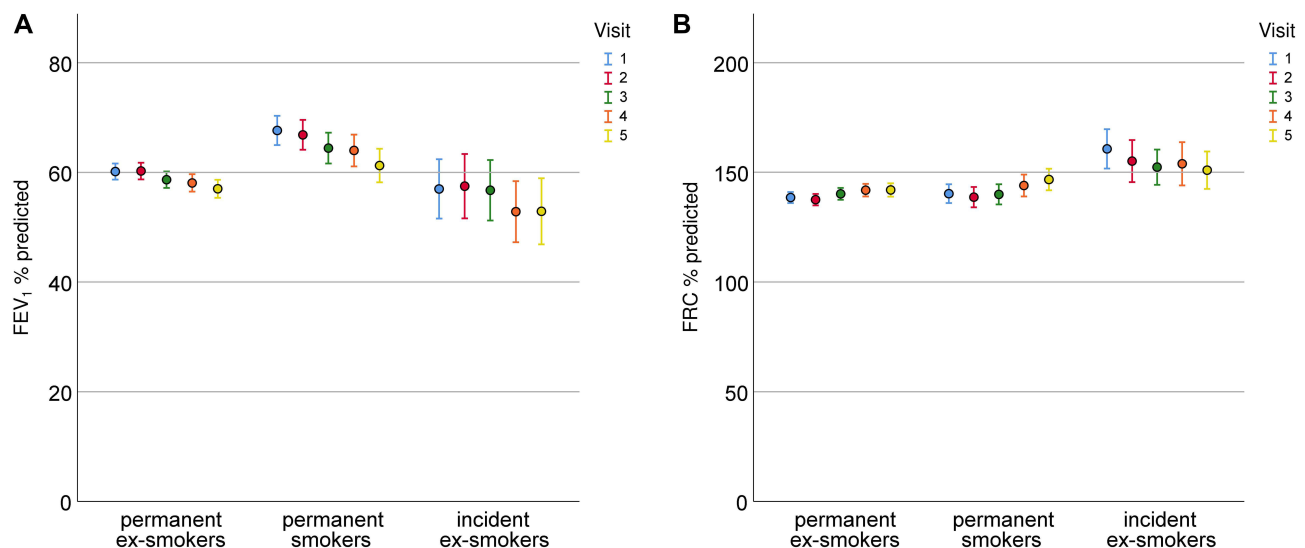 A
Visit
1
2
3
4
5
80
60
40
20
0
FEV1 % predicted
permanent
ex-smokers
permanent
smokers
incident
ex-smokers
B
Visit
1
2
3
4
5
200
150
100
50
0
FRC % predicted
permanent
ex-smokers
permanent
smokers
incident
ex-smokers